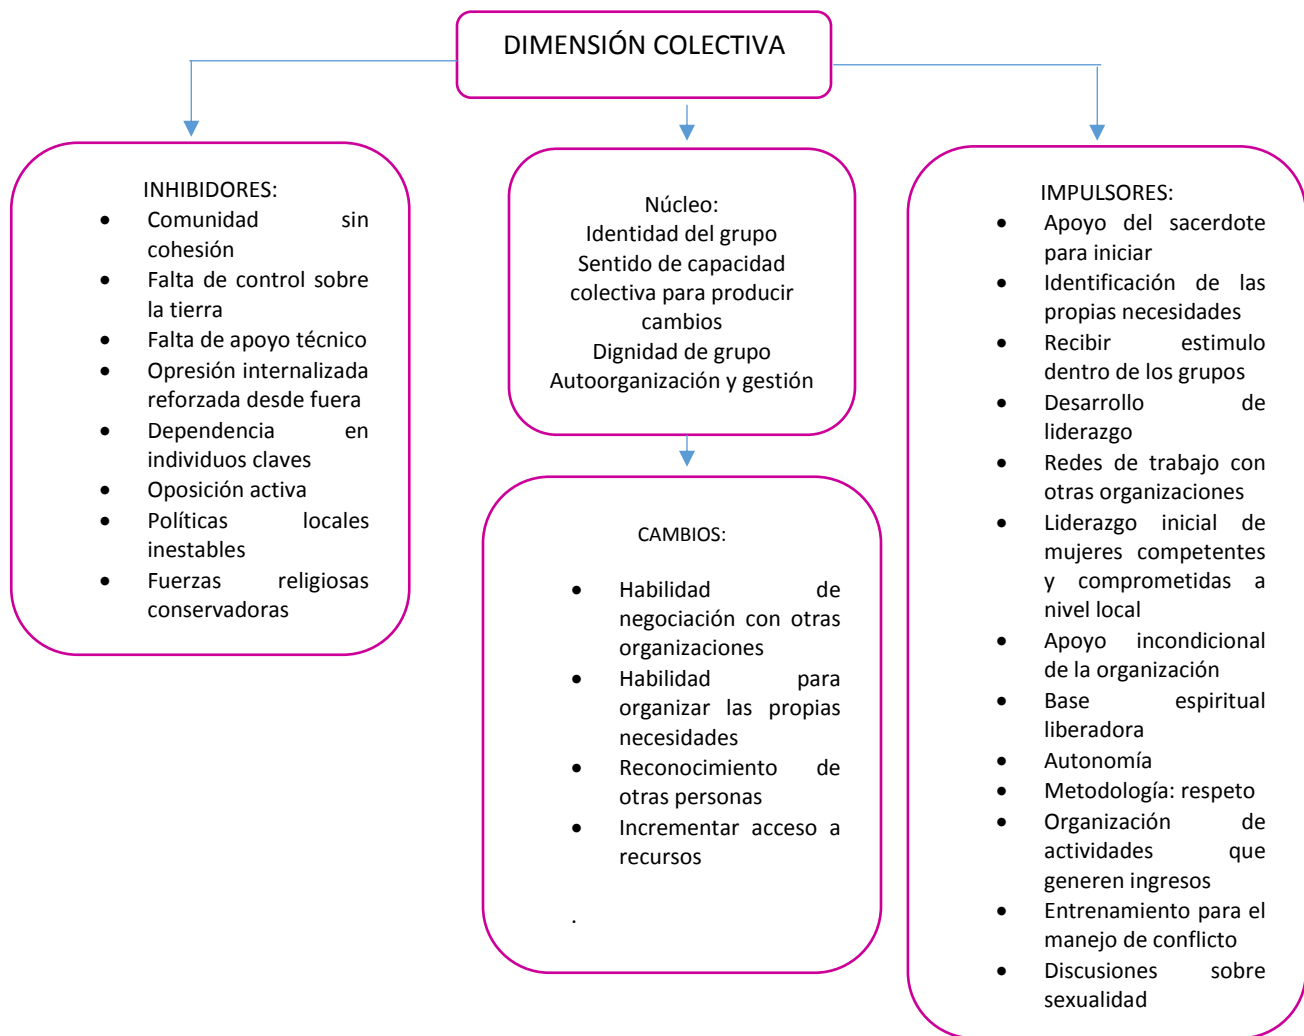 DIMENSIÓN COLECTIVA
INHIBIDORES:
• Comunidad sin
cohesión
• Falta de control sobre
la tierra
• Falta de apoyo técnico
• Opresión internalizada
reforzada desde fuera
• Dependencia en
individuos claves
• Oposición activa
• Políticas locales
inestables
• Fuerzas religiosas
conservadoras
Núcleo:
Identidad del grupo
Sentido de capacidad
colectiva para producir
cambios
Dignidad de grupo
Autoorganización y gestión
CAMBIOS:
• Habilidad de
negociación con otras
organizaciones
• Habilidad para
organizar las propias
necesidades
• Reconocimiento de
otras personas
• Incrementar acceso a
recursos
.
IMPULSORES:
• Apoyo del sacerdote
para iniciar
• Identificación de las
propias necesidades
• Recibir estimulo
dentro de los grupos
• Desarrollo de
liderazgo
• Redes de trabajo con
otras organizaciones
• Liderazgo inicial de
mujeres competentes
y comprometidas a
nivel local
• Apoyo incondicional
de la organización
• Base espiritual
liberadora
• Autonomía
• Metodología: respeto
• Organización de
actividades que
generen ingresos
• Entrenamiento para el
manejo de conflicto
• Discusiones sobre
sexualidad